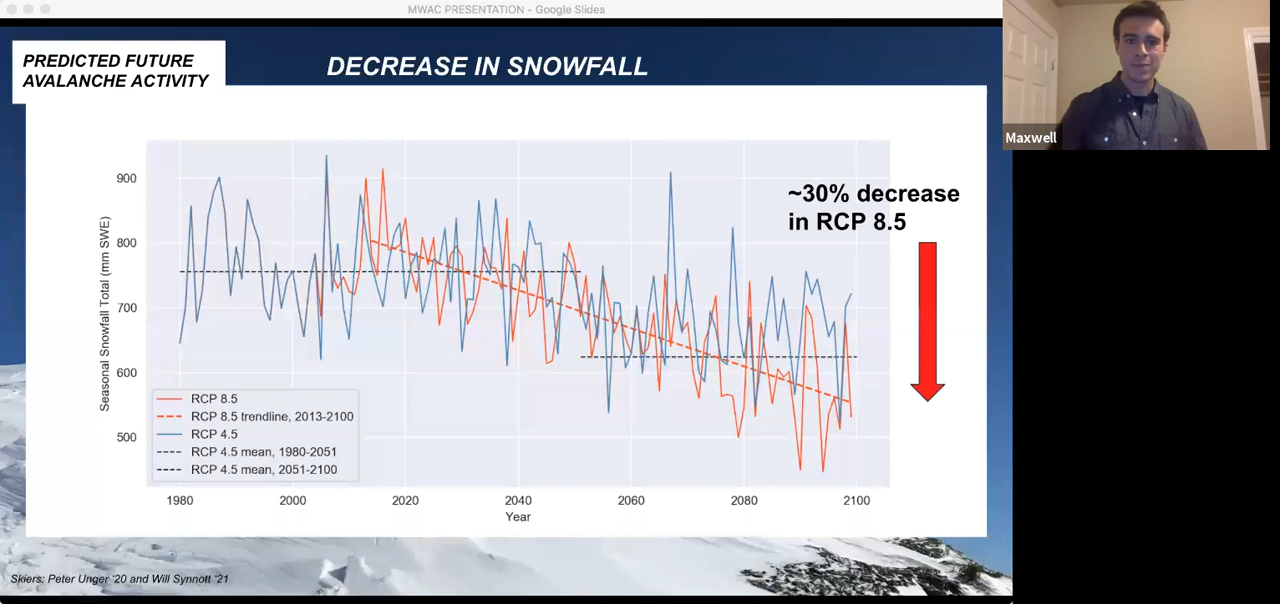 MWAC PRESENTATION - Google Slides
PREDICTED FUTURE
AVALANCHE ACTIVITY
DECREASE IN SNOWFALL
Maxwell
~30% decrease
in RCP 8.5
Seasonal Snowfall Total (mm SWE)
900
800
700
600
500
RCP 8.5
RCP 8.5 trendline, 2013-2100
RCP 4.5
RCP 4.5 mean, 1980-2051
RCP 4.5 mean, 2051-2100
1980 2000 2020 2040 2060 2080 2100
Year
Skiers: Peter Unger '20 and Will Synnott '21